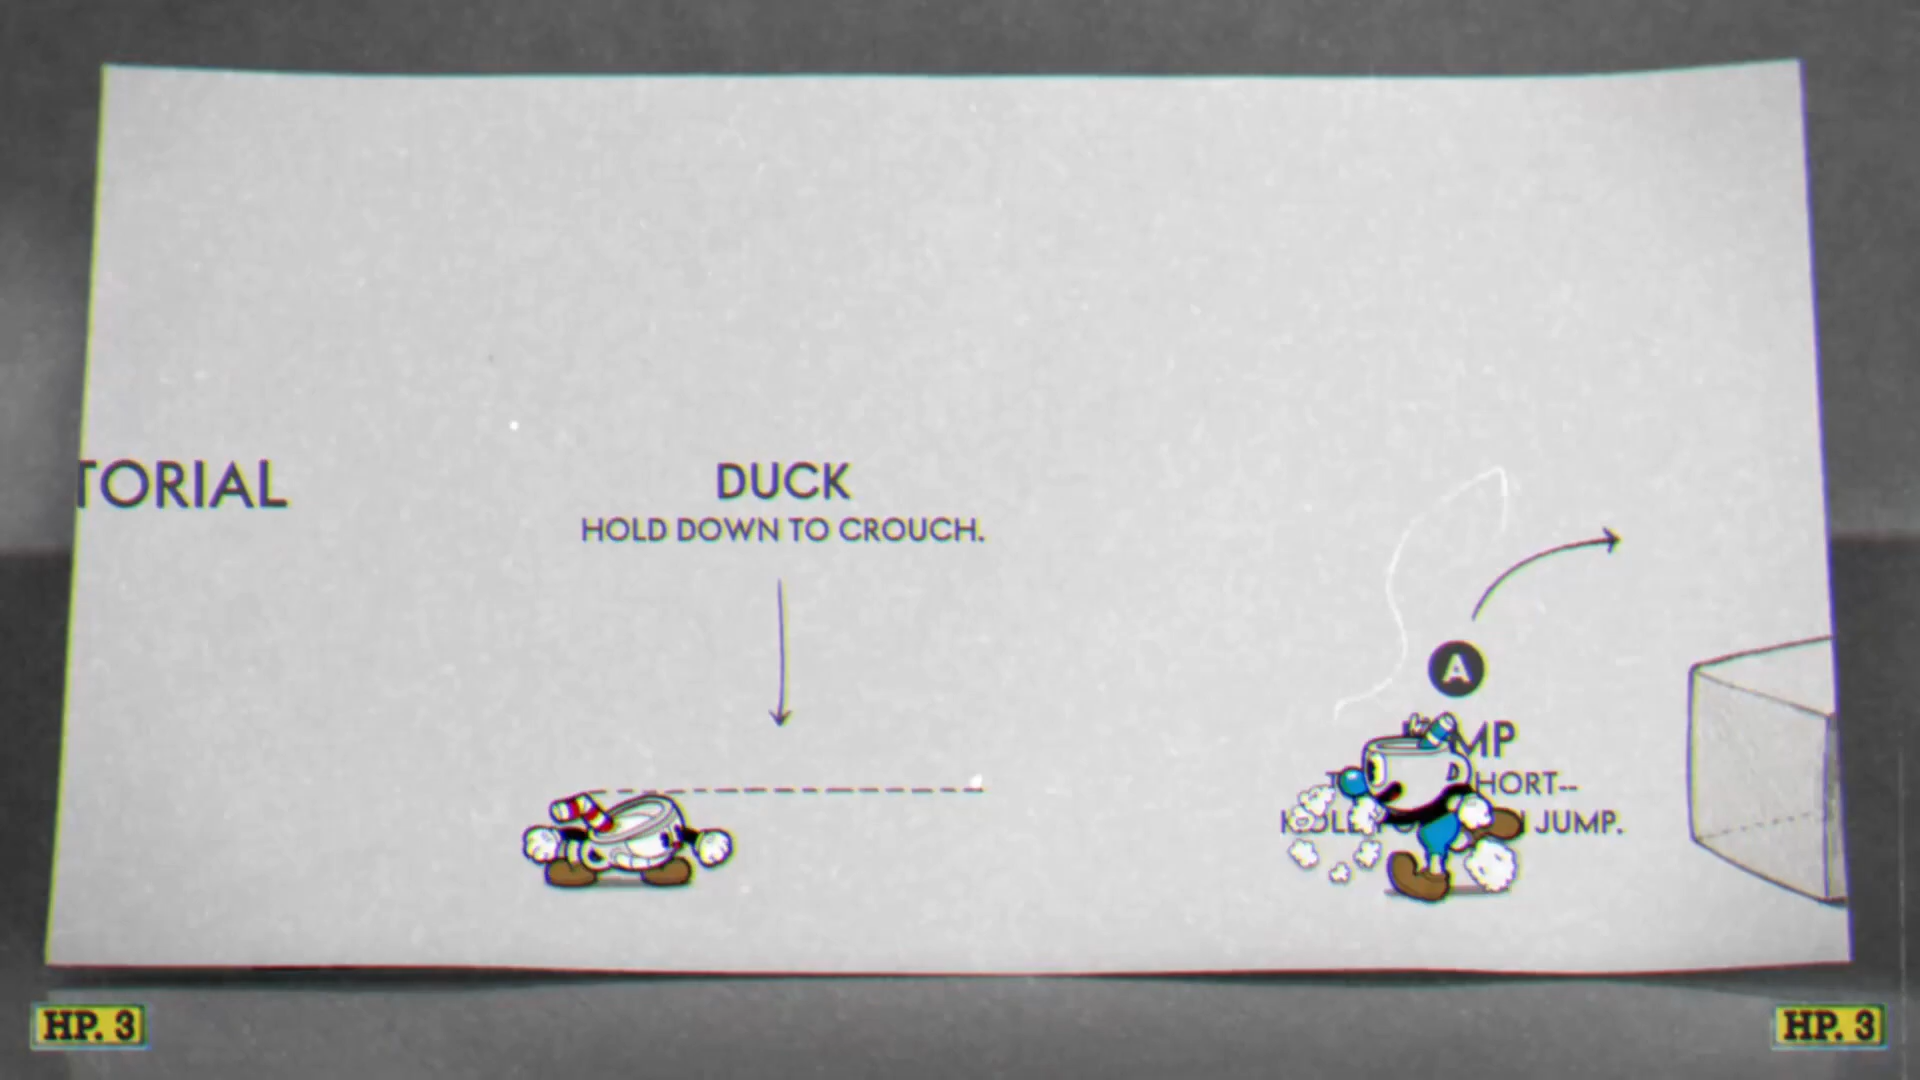 TORIAL
DUCK
HOLD DOWN TO CROUCH.
A
MP
HORT--
JUMP.
HP. 3
HP. 3